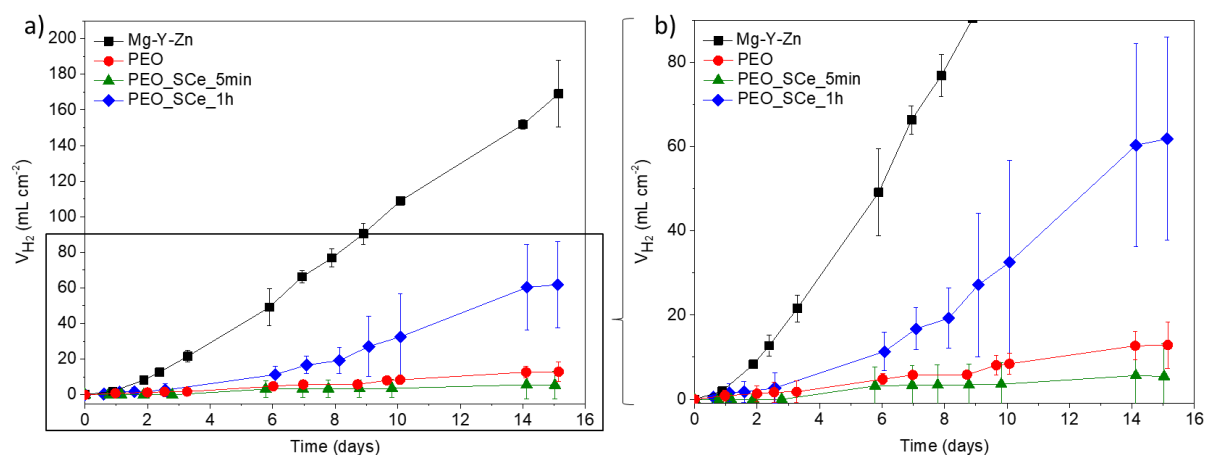 a)
200
180
160
140
120
100
80
60
40
20
0
V_H₂ (mL cm⁻²)
Mg-Y-Zn
PEO
PEO_SCe_5min
PEO_SCe_1h
0 2 4 6 8 10 12 14 16
Time (days)
b)
80
60
40
20
0
V_H₂ (mL cm⁻²)
Mg-Y-Zn
PEO
PEO_SCe_5min
PEO_SCe_1h
0 2 4 6 8 10 12 14 16
Time (days)